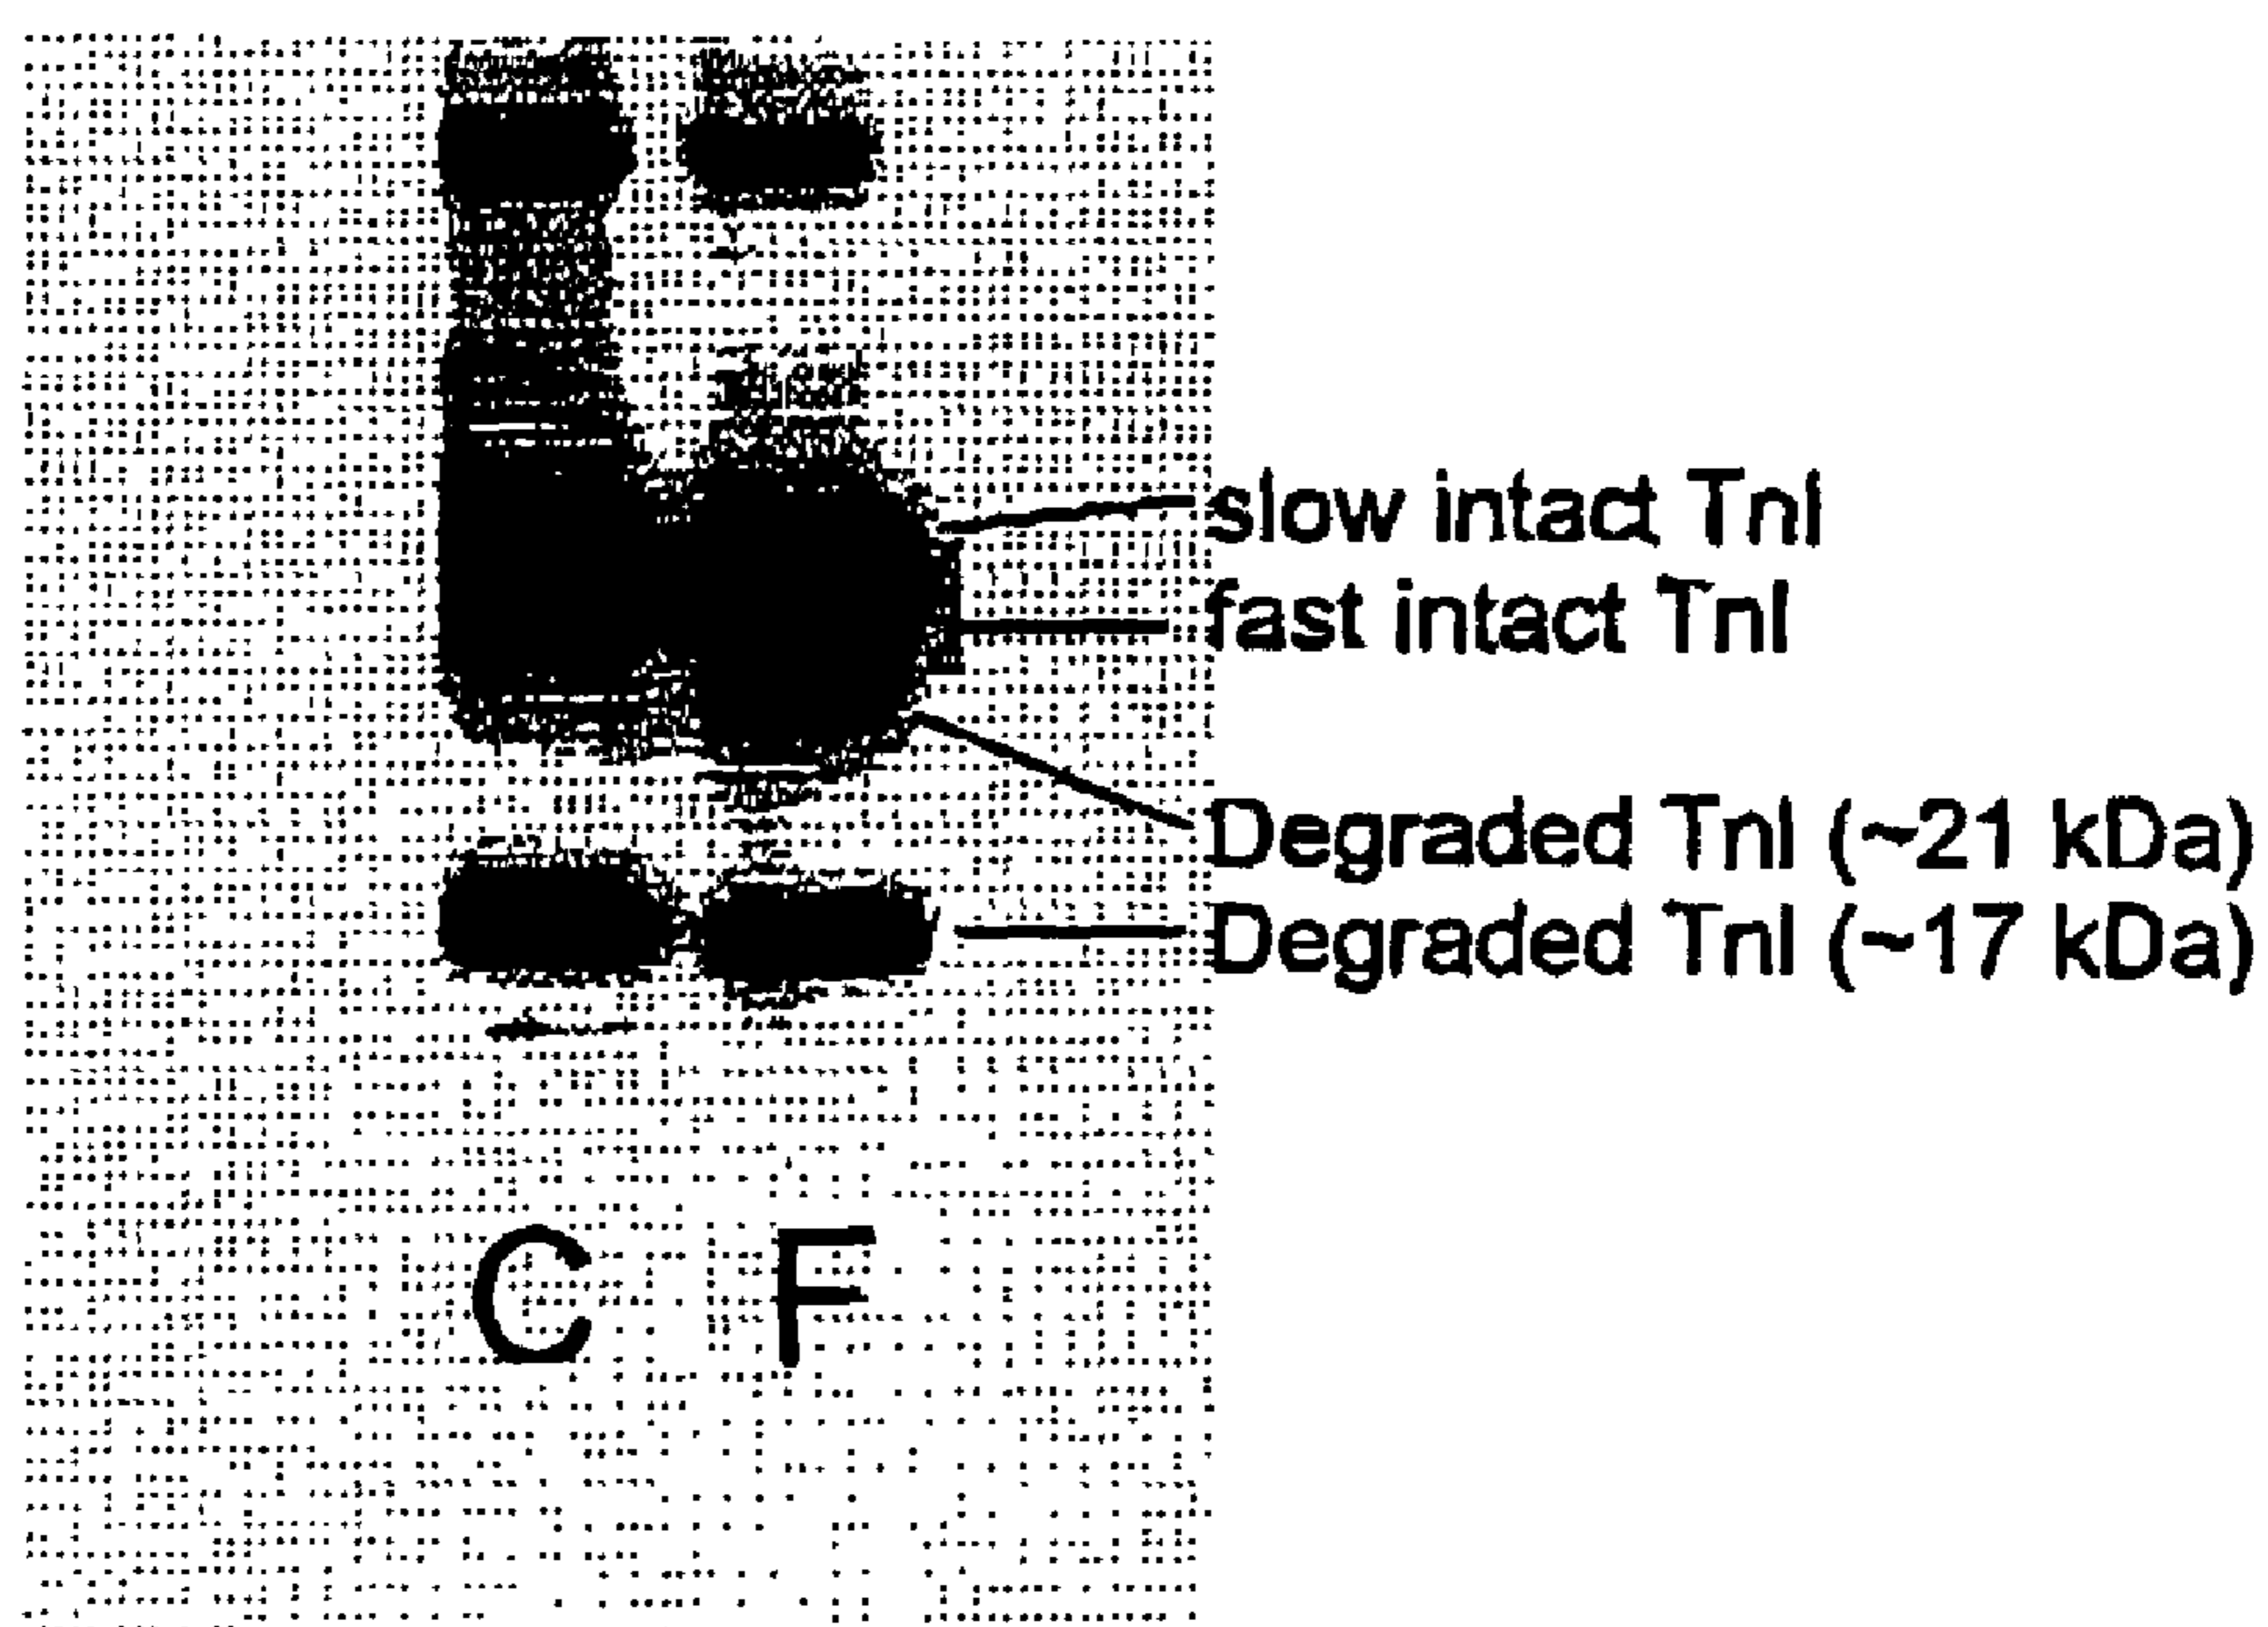 slow intact TnI
fast intact TnI
Degraded TnI (~21 kDa)
Degraded TnI (~17 kDa)
C F